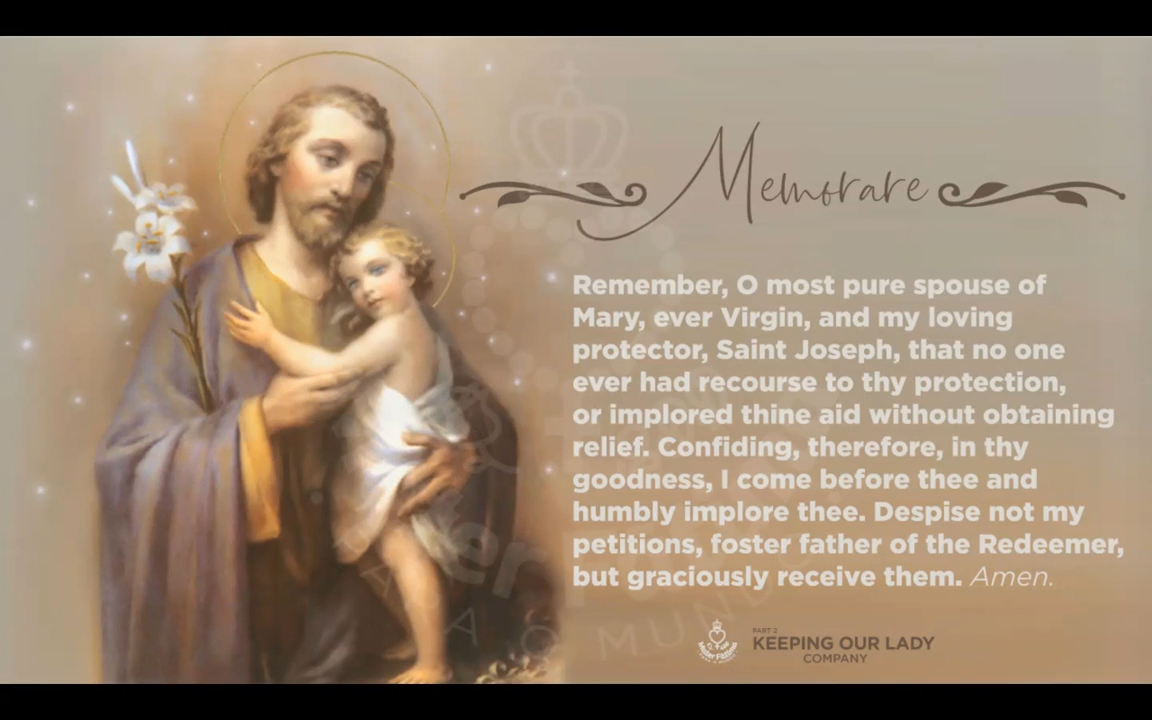 Memorare
Remember, O most pure spouse of
Mary, ever Virgin, and my loving
protector, Saint Joseph, that no one
ever had recourse to thy protection,
or implored thine aid without obtaining
relief. Confiding, therefore, in thy
goodness, I come before thee and
humbly implore thee. Despise not my
petitions, foster father of the Redeemer,
but graciously receive them. Amen.
PART 2
KEEPING OUR LADY
COMPANY